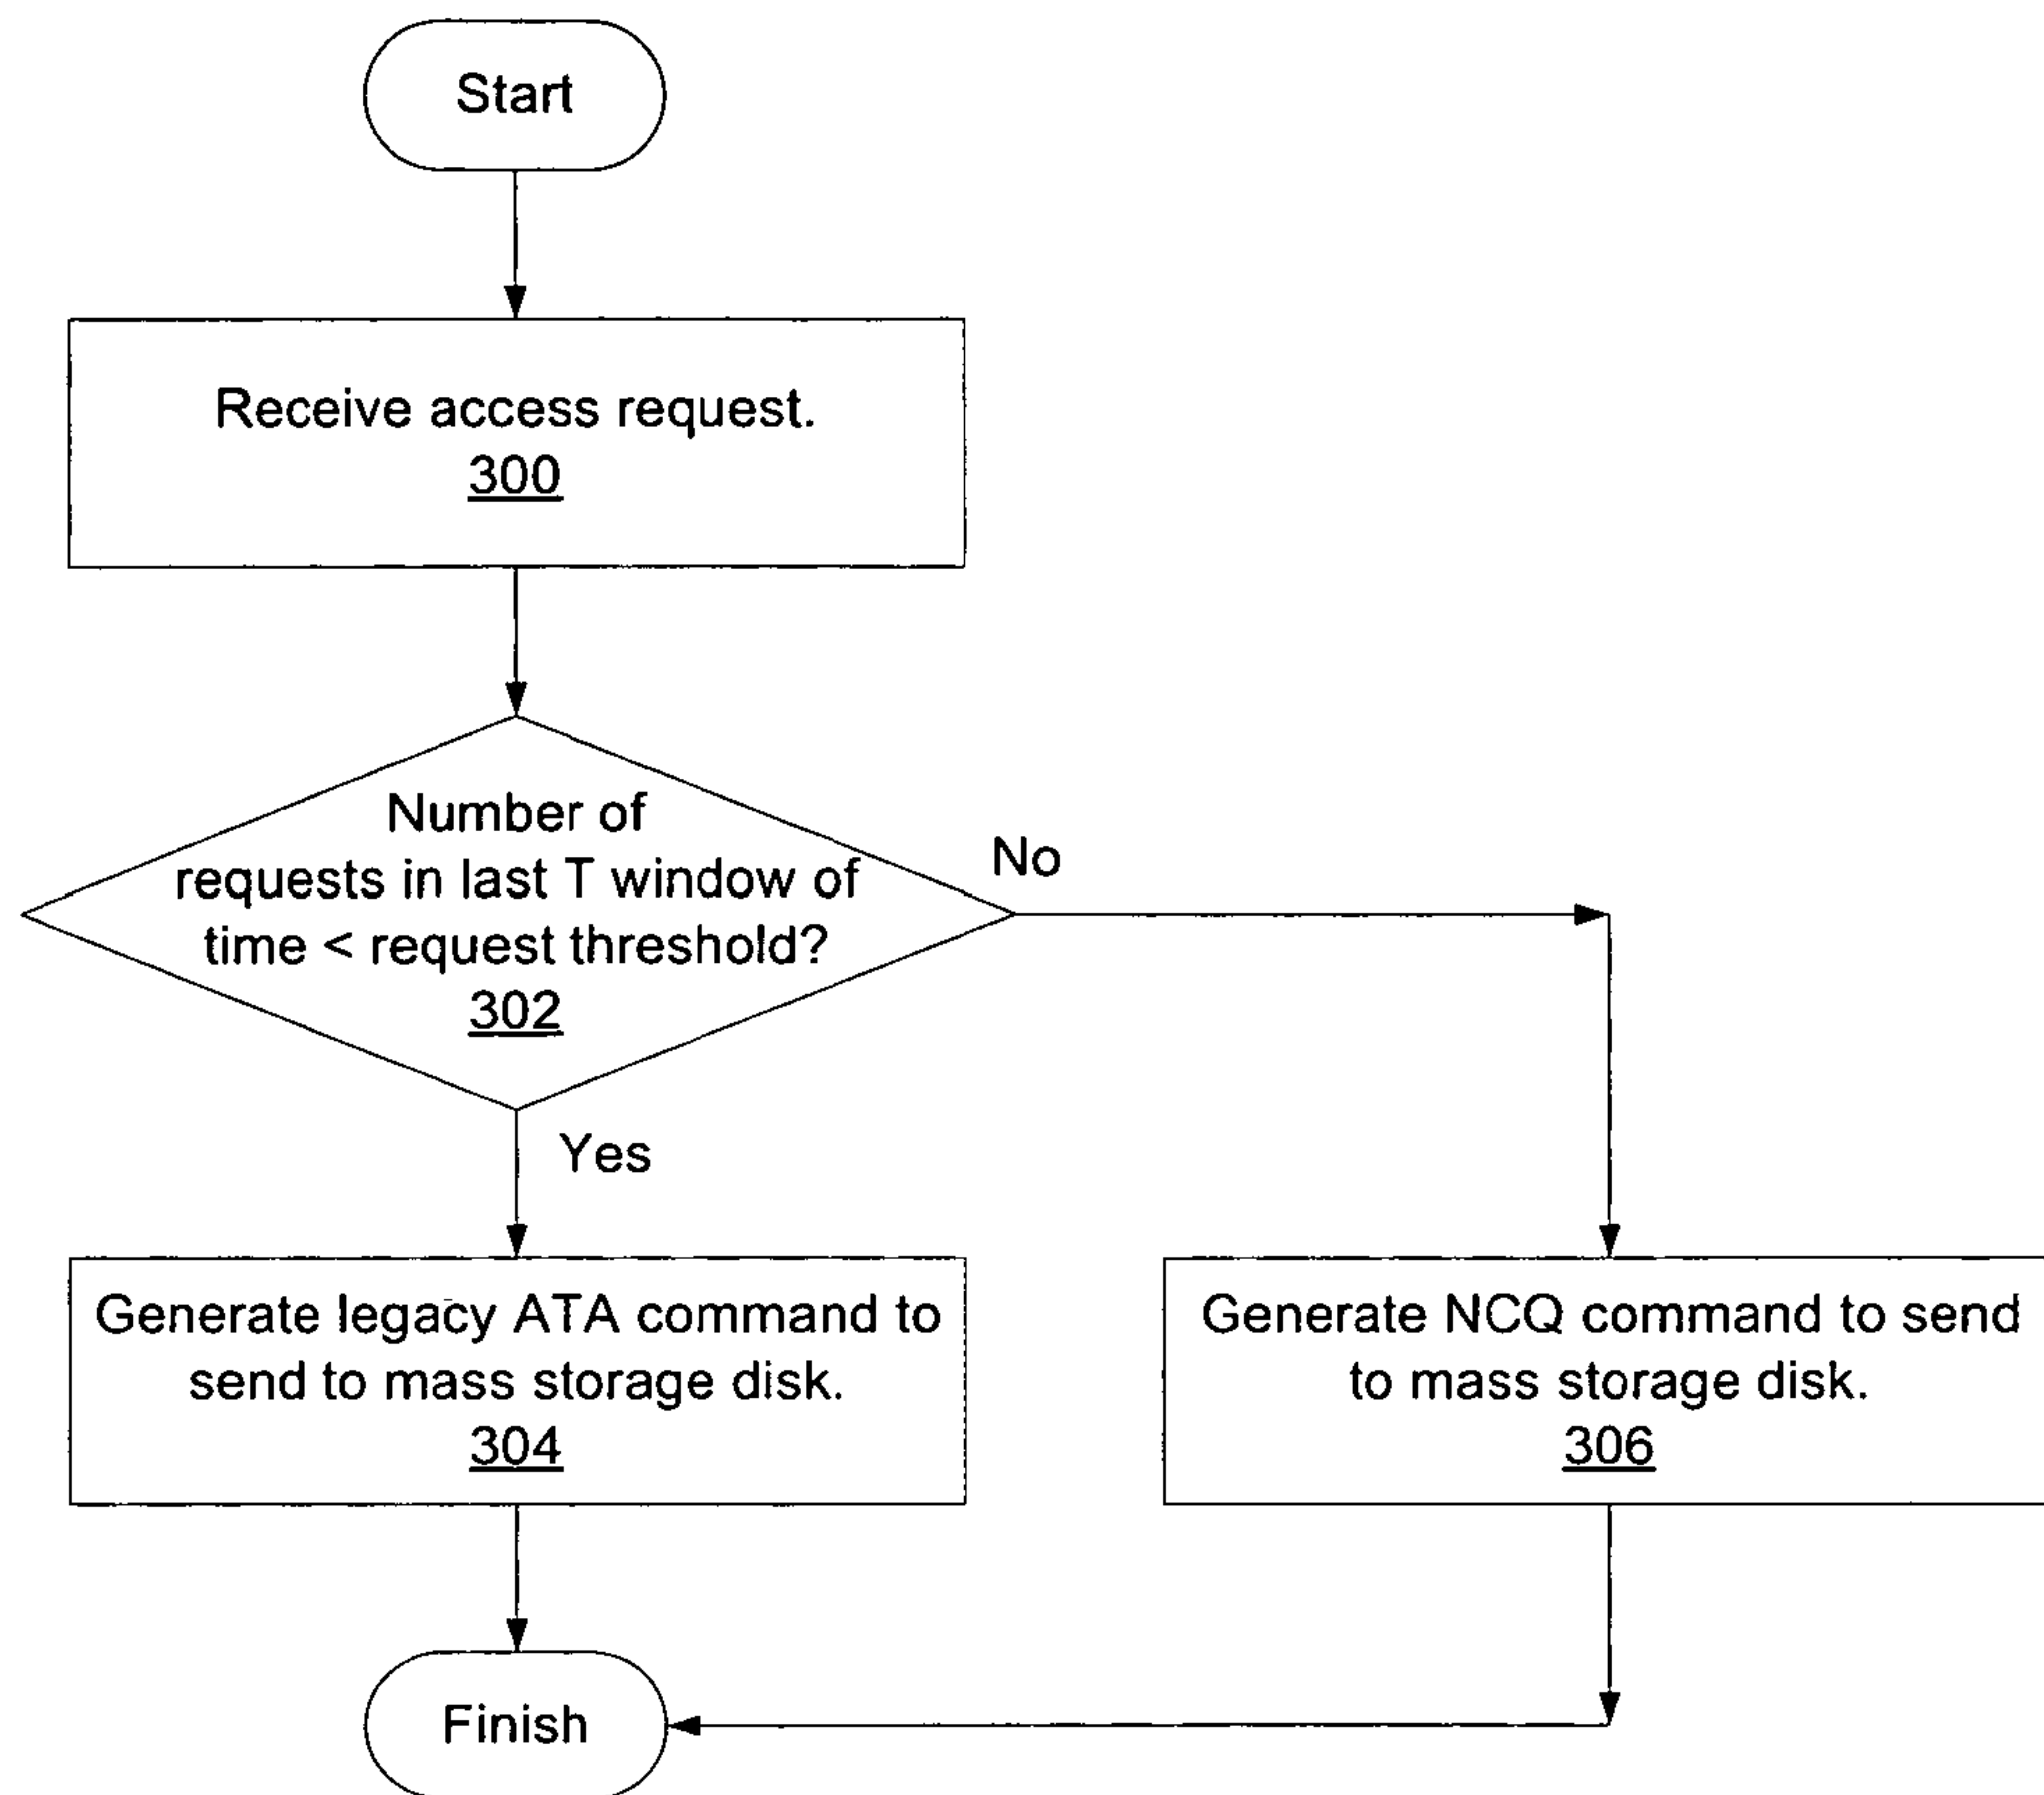 Start
Receive access request.
300
Number of
requests in last T window of
time < request threshold?
302
No
Yes
Generate legacy ATA command to
send to mass storage disk.
304
Generate NCQ command to send
to mass storage disk.
306
Finish